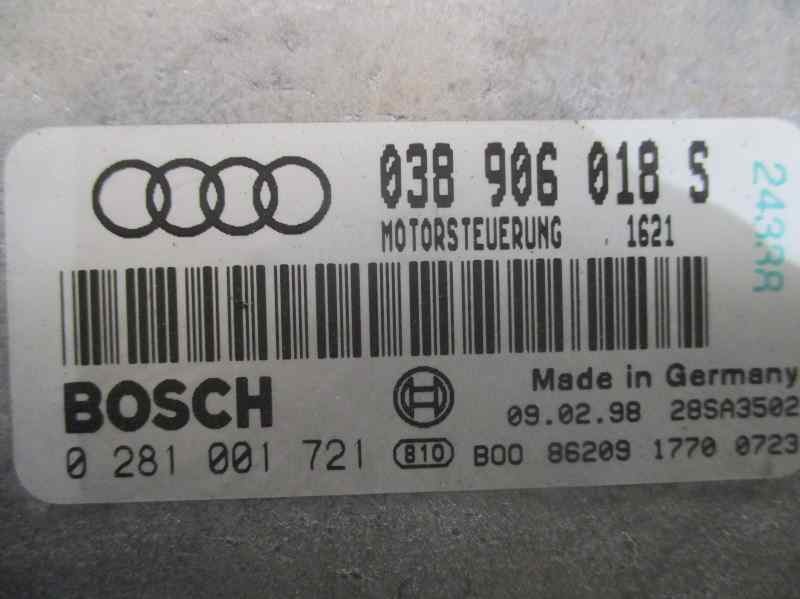 038 906 018 S
MOTORSTEUERUNG 1621
BOSCH
Made in Germany
09.02.98 28SA3502
0 281 001 721 810 B00 86209 1770 0723